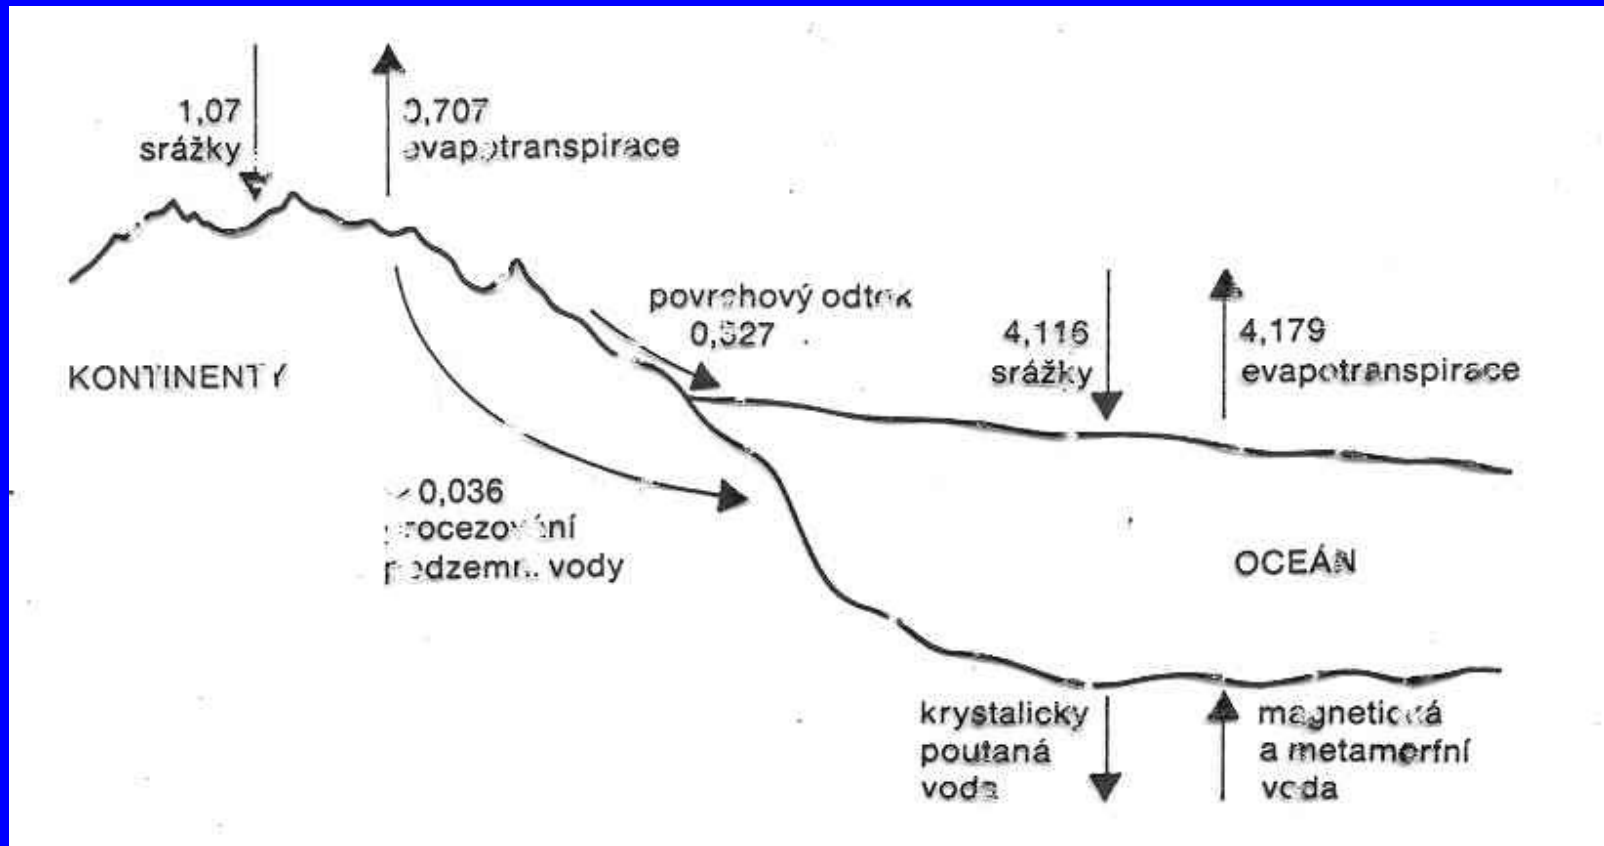 1,07
srážky
0,707
evapotranspirace
povrchový odtok
4,116
srážky
4,179
evapotranspirace
KONTINENTY
0,036
vody
OCEÁN
krystalicky
poutaná
voda
a metamorfní
voda